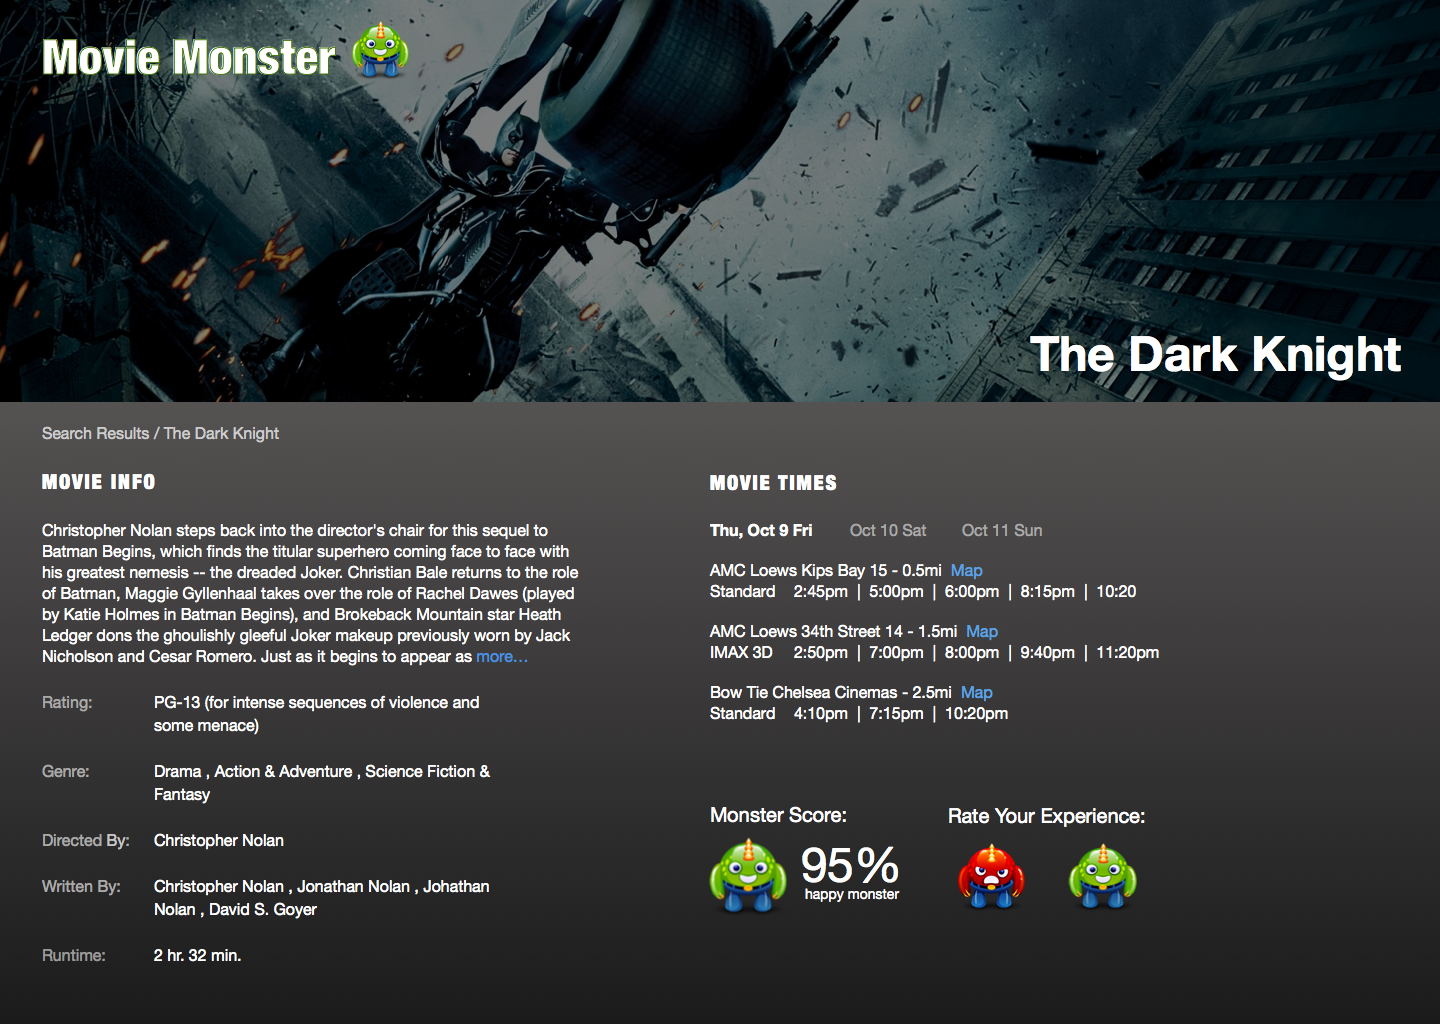 Movie Monster
The Dark Knight
Search Results / The Dark Knight
MOVIE INFO
Christopher Nolan steps back into the director's chair for this sequel to
Batman Begins, which finds the titular superhero coming face to face with
his greatest nemesis -- the dreaded Joker. Christian Bale returns to the role
of Batman, Maggie Gyllenhaal takes over the role of Rachel Dawes (played
by Katie Holmes in Batman Begins), and Brokeback Mountain star Heath
Ledger dons the ghoulishly gleeful Joker makeup previously worn by Jack
Nicholson and Cesar Romero. Just as it begins to appear as more...
Rating: PG-13 (for intense sequences of violence and
some menace)
Genre: Drama , Action & Adventure , Science Fiction &
Fantasy
Directed By: Christopher Nolan
Written By: Christopher Nolan , Jonathan Nolan , Johathan
Nolan , David S. Goyer
Runtime: 2 hr. 32 min.
MOVIE TIMES
Thu, Oct 9 Fri Oct 10 Sat Oct 11 Sun
AMC Loews Kips Bay 15 - 0.5mi Map
Standard 2:45pm | 5:00pm | 6:00pm | 8:15pm | 10:20
AMC Loews 34th Street 14 - 1.5mi Map
IMAX 3D 2:50pm | 7:00pm | 8:00pm | 9:40pm | 11:20pm
Bow Tie Chelsea Cinemas - 2.5mi Map
Standard 4:10pm | 7:15pm | 10:20pm
Monster Score:
95%
happy monster
Rate Your Experience: